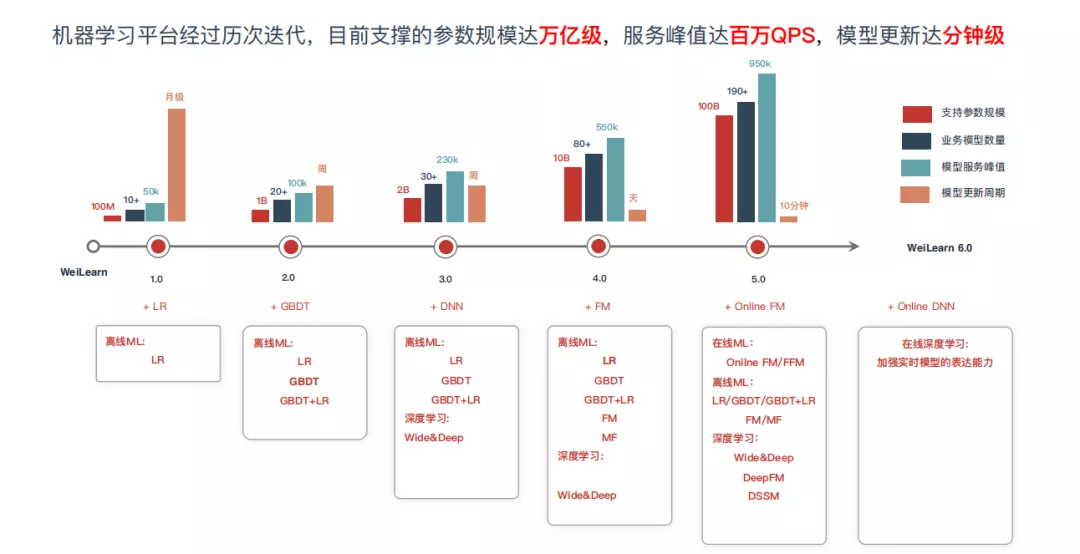 机器学习平台经过历次迭代，目前支撑的参数规模达万亿级，服务峰值达百万QPS，模型更新达分钟级
100M
10+
50k
月级
1B
20+
100k
周
2B
30+
230k
周
10B
80+
550k
天
100B
190+
950k
10分钟
支持参数规模
业务模型数量
模型服务峰值
模型更新周期
WeiLearn
1.0
2.0
3.0
4.0
5.0
WeiLearn 6.0
+ LR
+ GBDT
+ DNN
+ FM
+ Online FM
+ Online DNN
离线ML:
LR
离线ML:
LR
GBDT
GBDT+LR
离线ML:
LR
GBDT
GBDT+LR
深度学习:
Wide&Deep
离线ML:
LR
GBDT
GBDT+LR
FM
MF
深度学习:
Wide&Deep
在线ML：
Onilne FM/FFM
离线ML：
LR/GBDT/GBDT+LR
FM/MF
深度学习：
Wide&Deep
DeepFM
DSSM
在线深度学习:
加强实时模型的表达能力